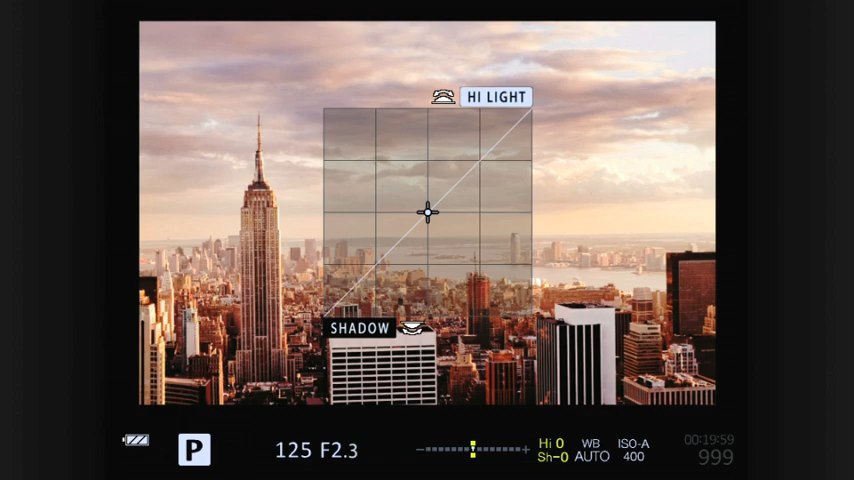 HI LIGHT
SHADOW
P
125 F2.3
Hi 0
Sh-0
WB
AUTO
ISO-A
400
00:19:59
999